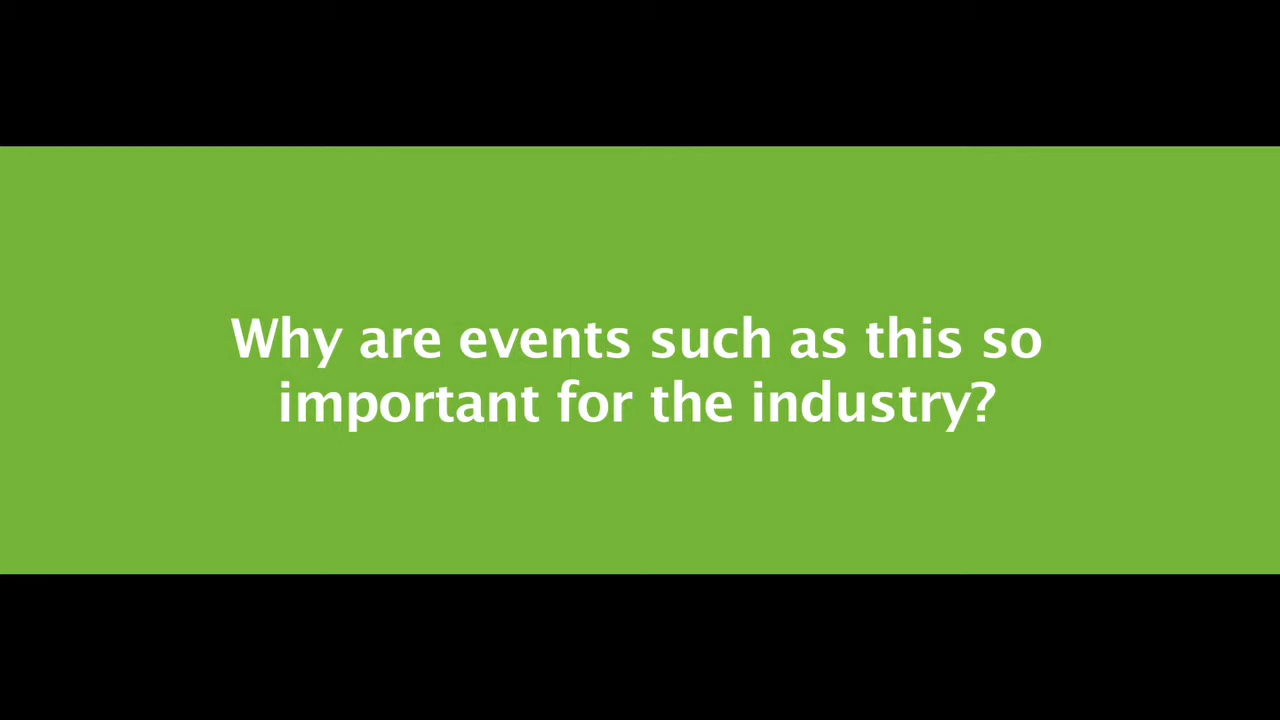 Why are events such as this so
important for the industry?